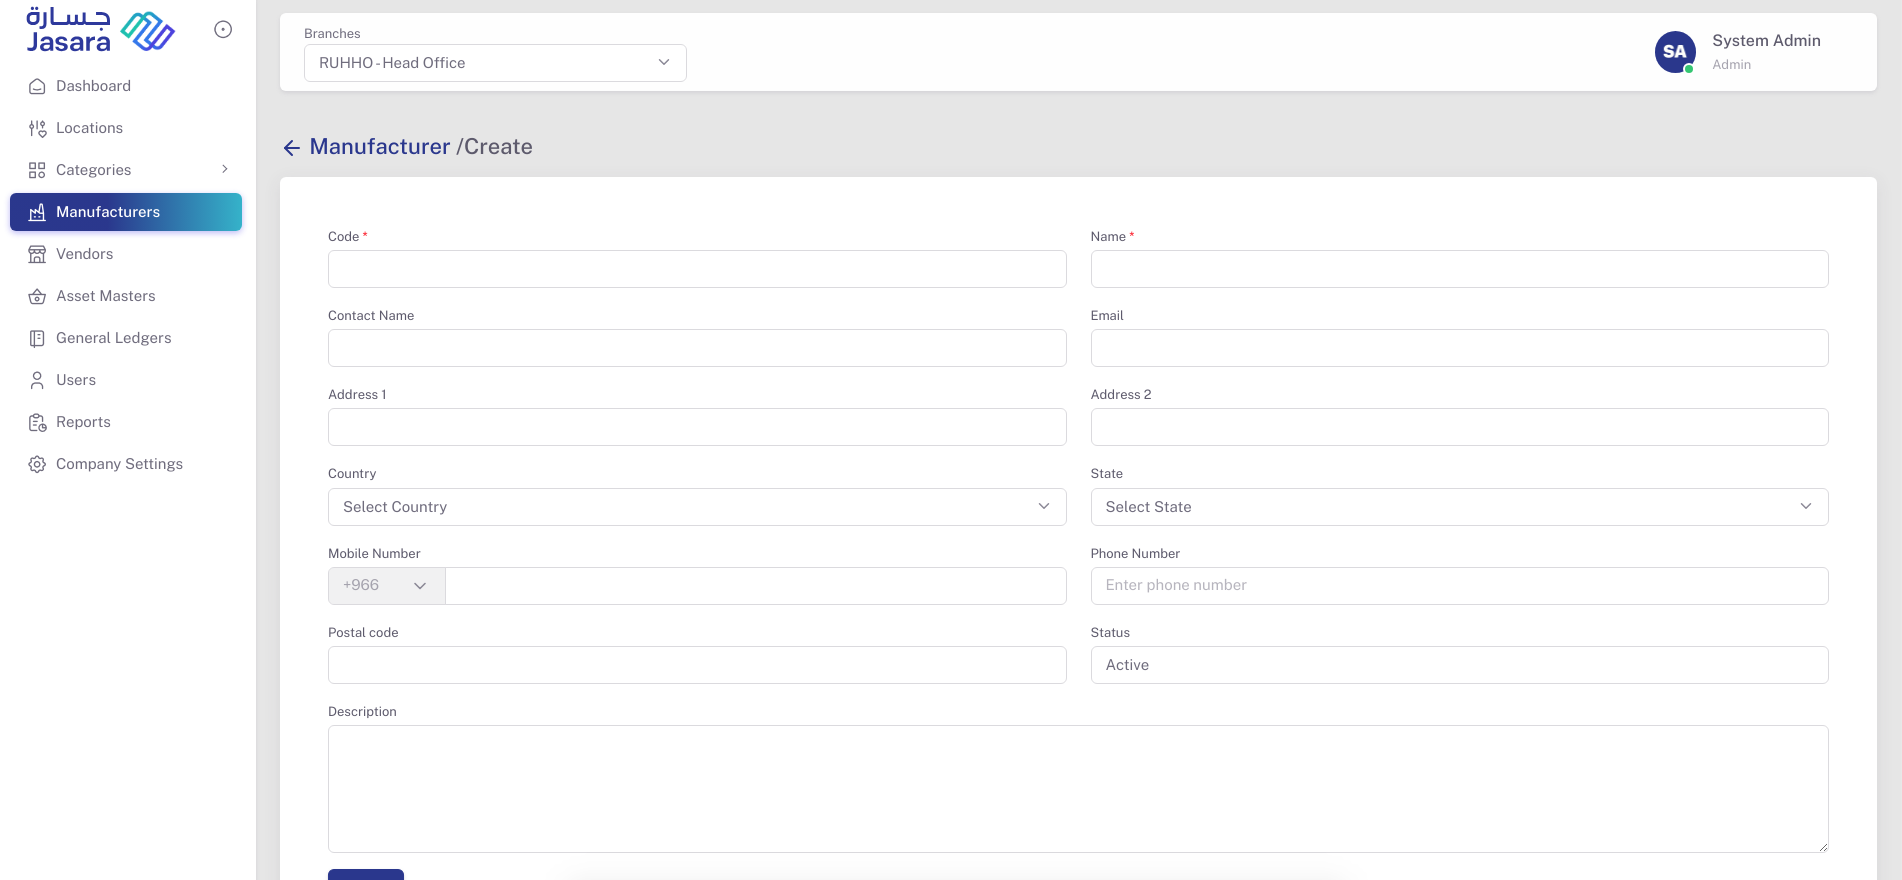 جسارة
Jasara
Dashboard
Locations
Categories
Manufacturers
Vendors
Asset Masters
General Ledgers
Users
Reports
Company Settings
Branches
RUHHO - Head Office
SA
System Admin
Admin
Manufacturer /Create
Code *
Name *
Contact Name
Email
Address 1
Address 2
Country
State
Select Country
Select State
Mobile Number
Phone Number
+966
Enter phone number
Postal code
Status
Active
Description